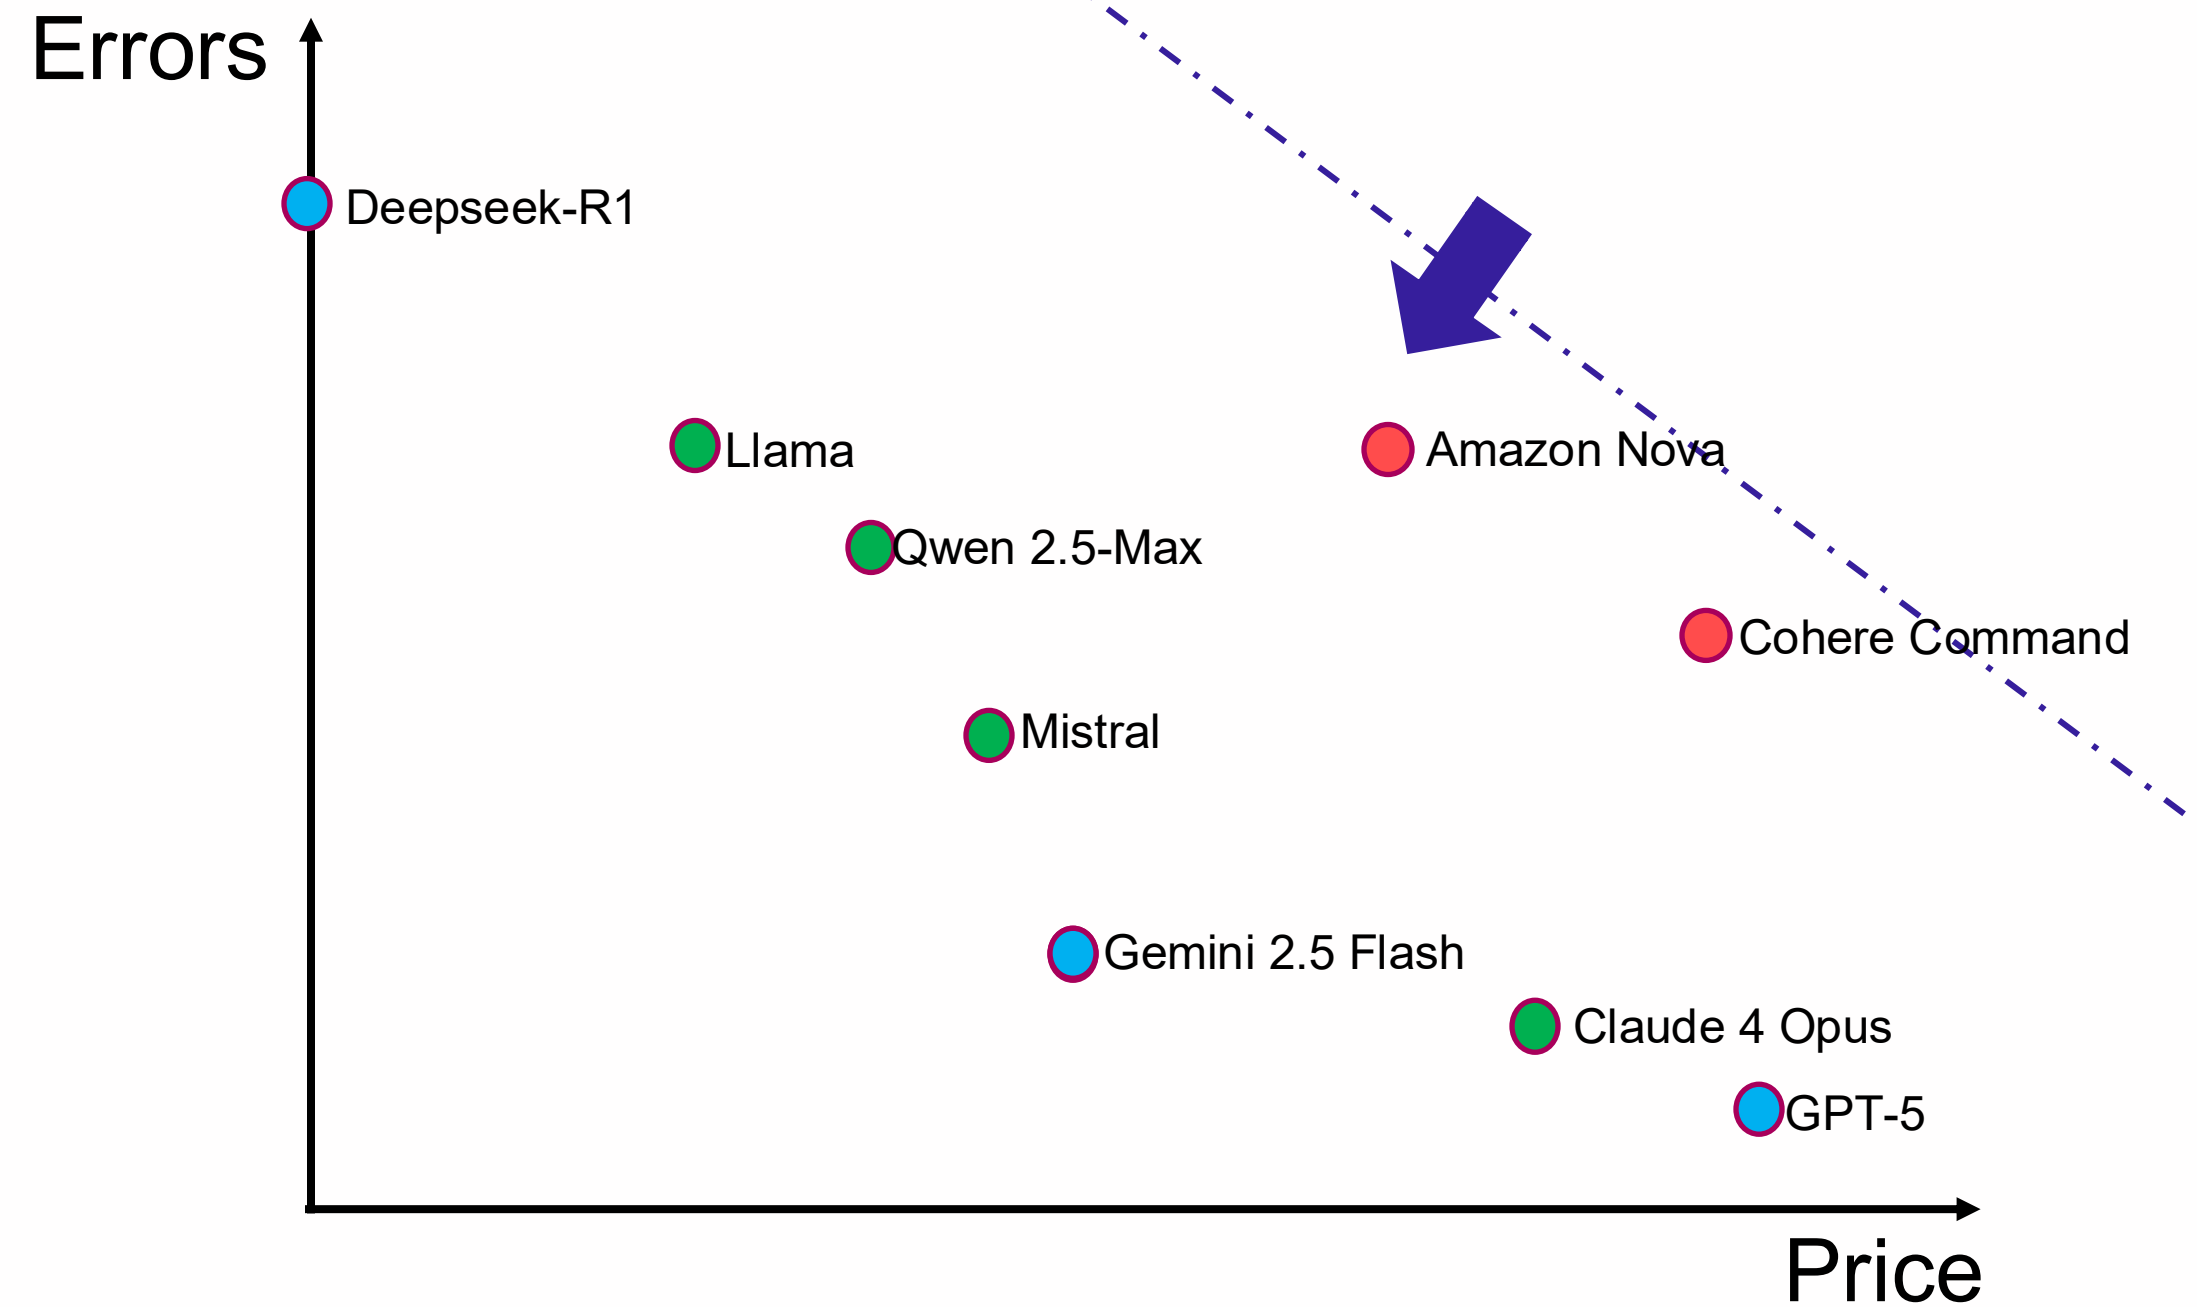 Errors
Deepseek-R1
Llama
Amazon Nova
Qwen 2.5-Max
Cohere Command
Mistral
Gemini 2.5 Flash
Claude 4 Opus
GPT-5
Price